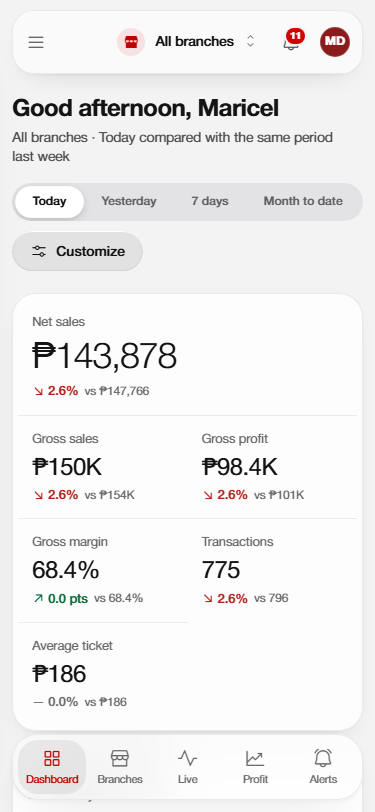 All branches
11
MD
Good afternoon, Maricel
All branches · Today compared with the same period
last week
Today Yesterday 7 days Month to date
Customize
Net sales
₱143,878
↘ 2.6% vs ₱147,766
Gross sales Gross profit
₱150K ₱98.4K
↘ 2.6% vs ₱154K ↘ 2.6% vs ₱101K
Gross margin Transactions
68.4% 775
↗ 0.0 pts vs 68.4% ↘ 2.6% vs 796
Average ticket
₱186
— 0.0% vs ₱186
Dashboard Branches Live Profit Alerts